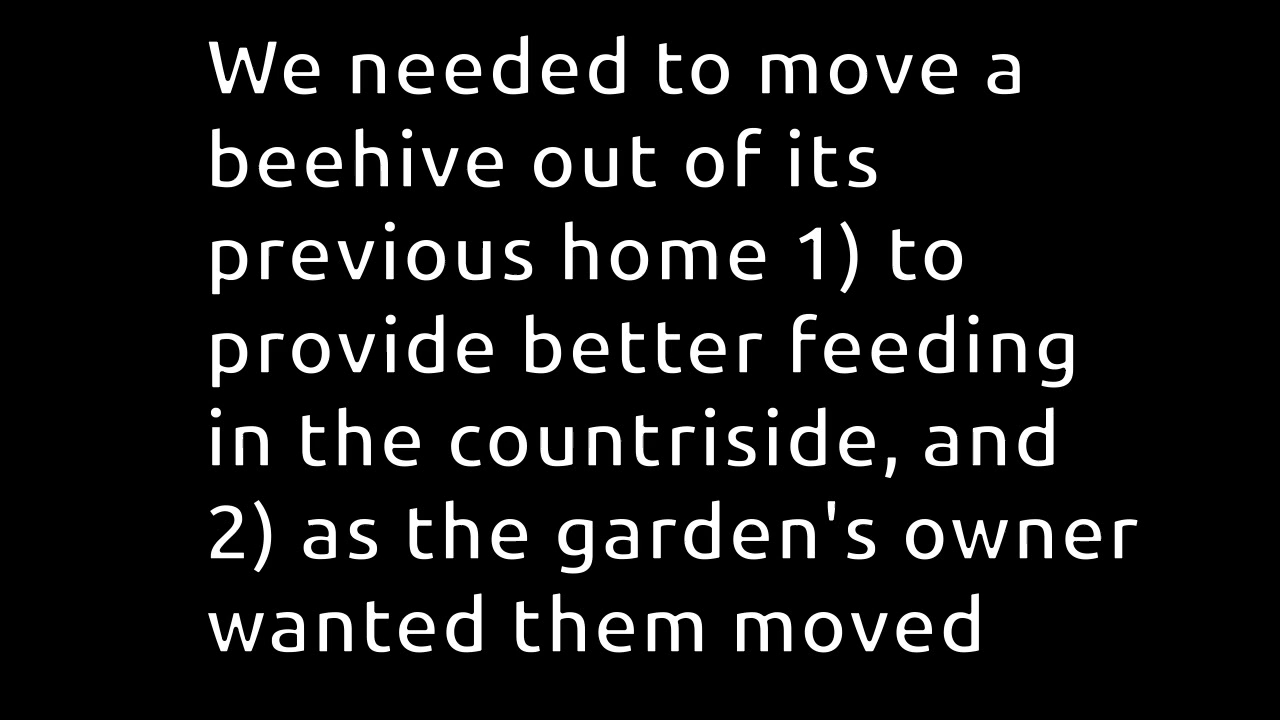 We needed to move a
beehive out of its
previous home 1) to
provide better feeding
in the countriside, and
2) as the garden's owner
wanted them moved